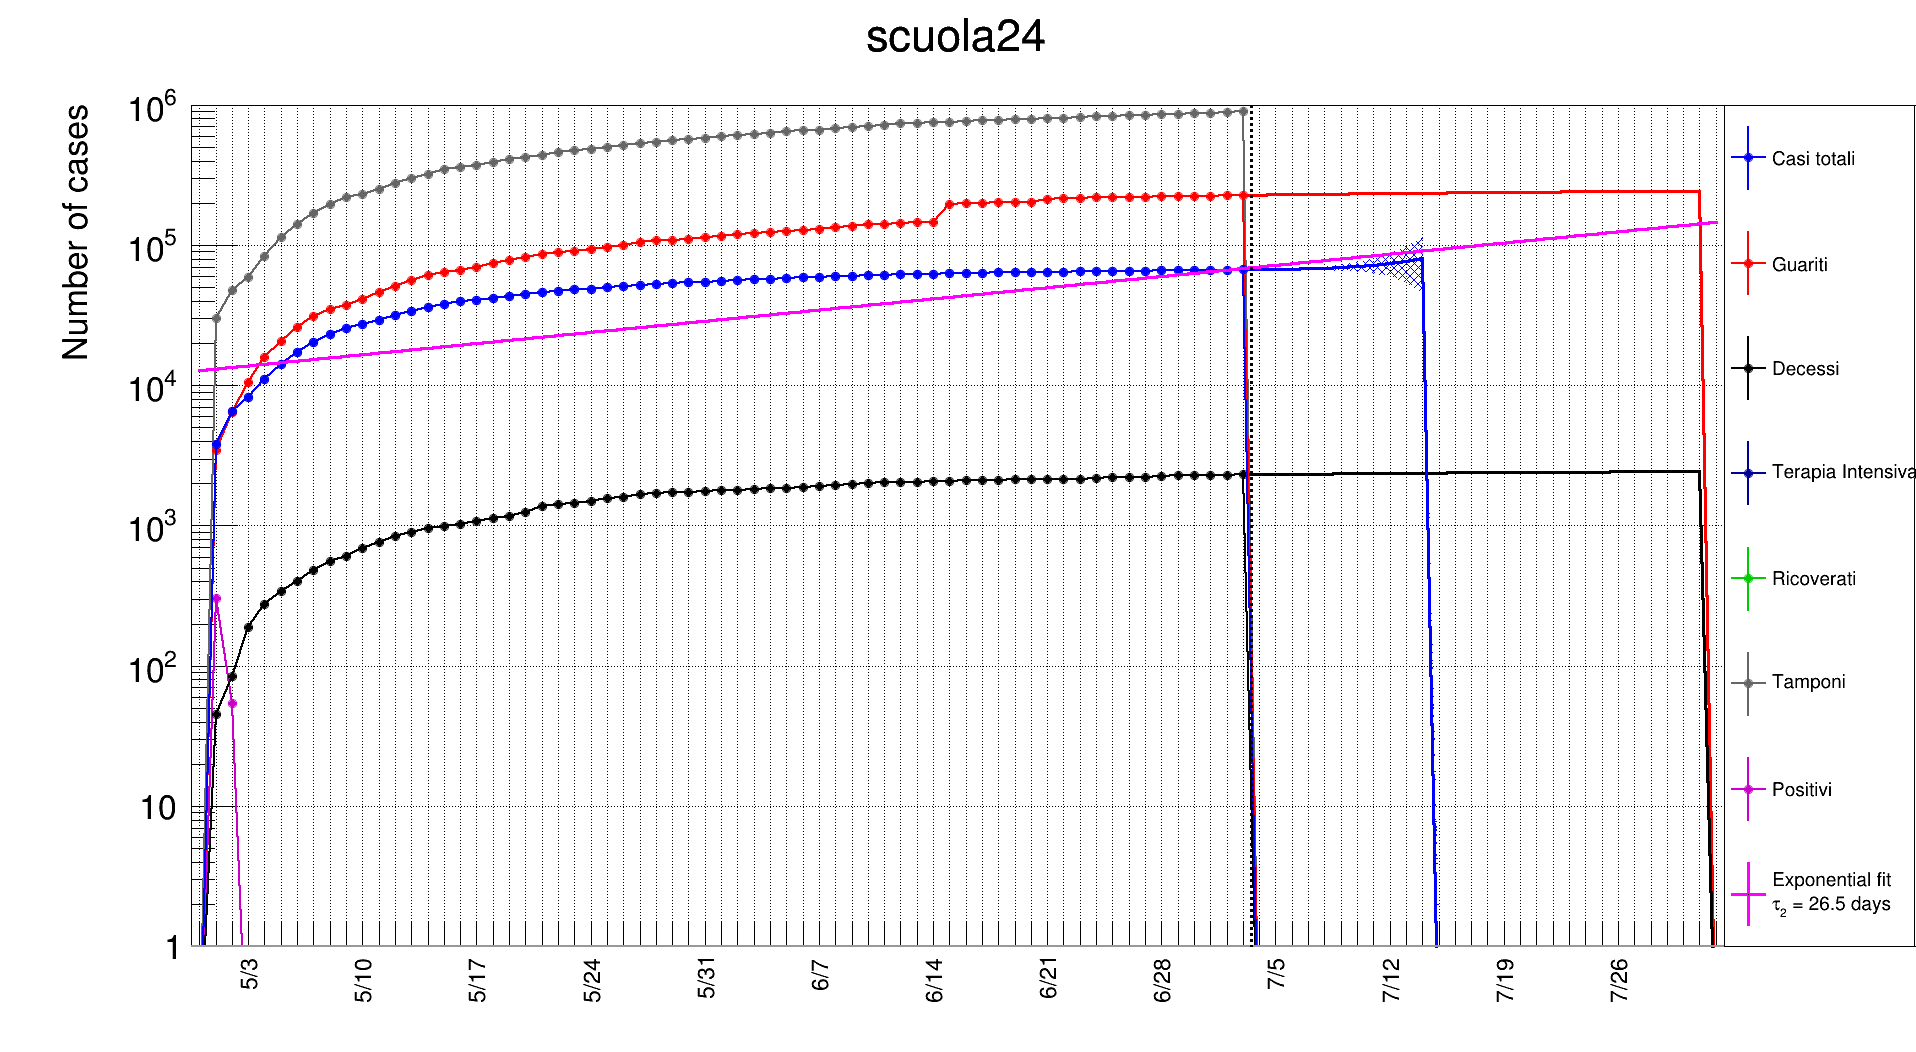 scuola24
Number of cases
10^6
10^5
10^4
10^3
10^2
10
1
5/3
5/10
5/17
5/24
5/31
6/7
6/14
6/21
6/28
7/5
7/12
7/19
7/26
Casi totali
Guariti
Decessi
Terapia Intensiva
Ricoverati
Tamponi
Positivi
Exponential fit
τ_2 = 26.5 days